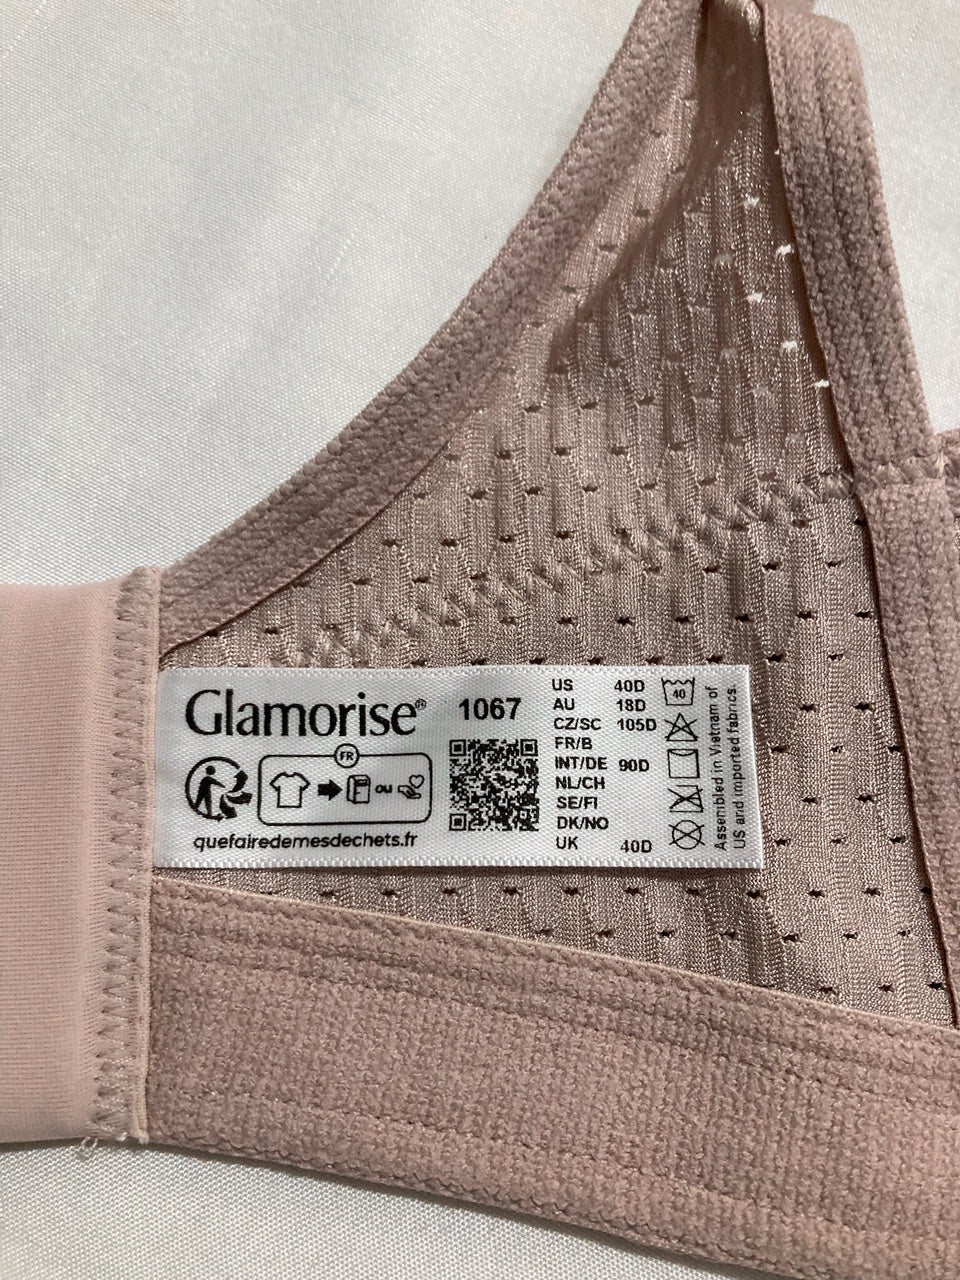 Glamorise®
1067
FR
OU
quefairedemesdechets.fr
US 40D
AU 18D
CZ/SC 105D
FR/B
INT/DE 90D
NL/CH
SE/FI
DK/NO
UK 40D
40
Assembled in Vietnam of
US and imported fabrics.